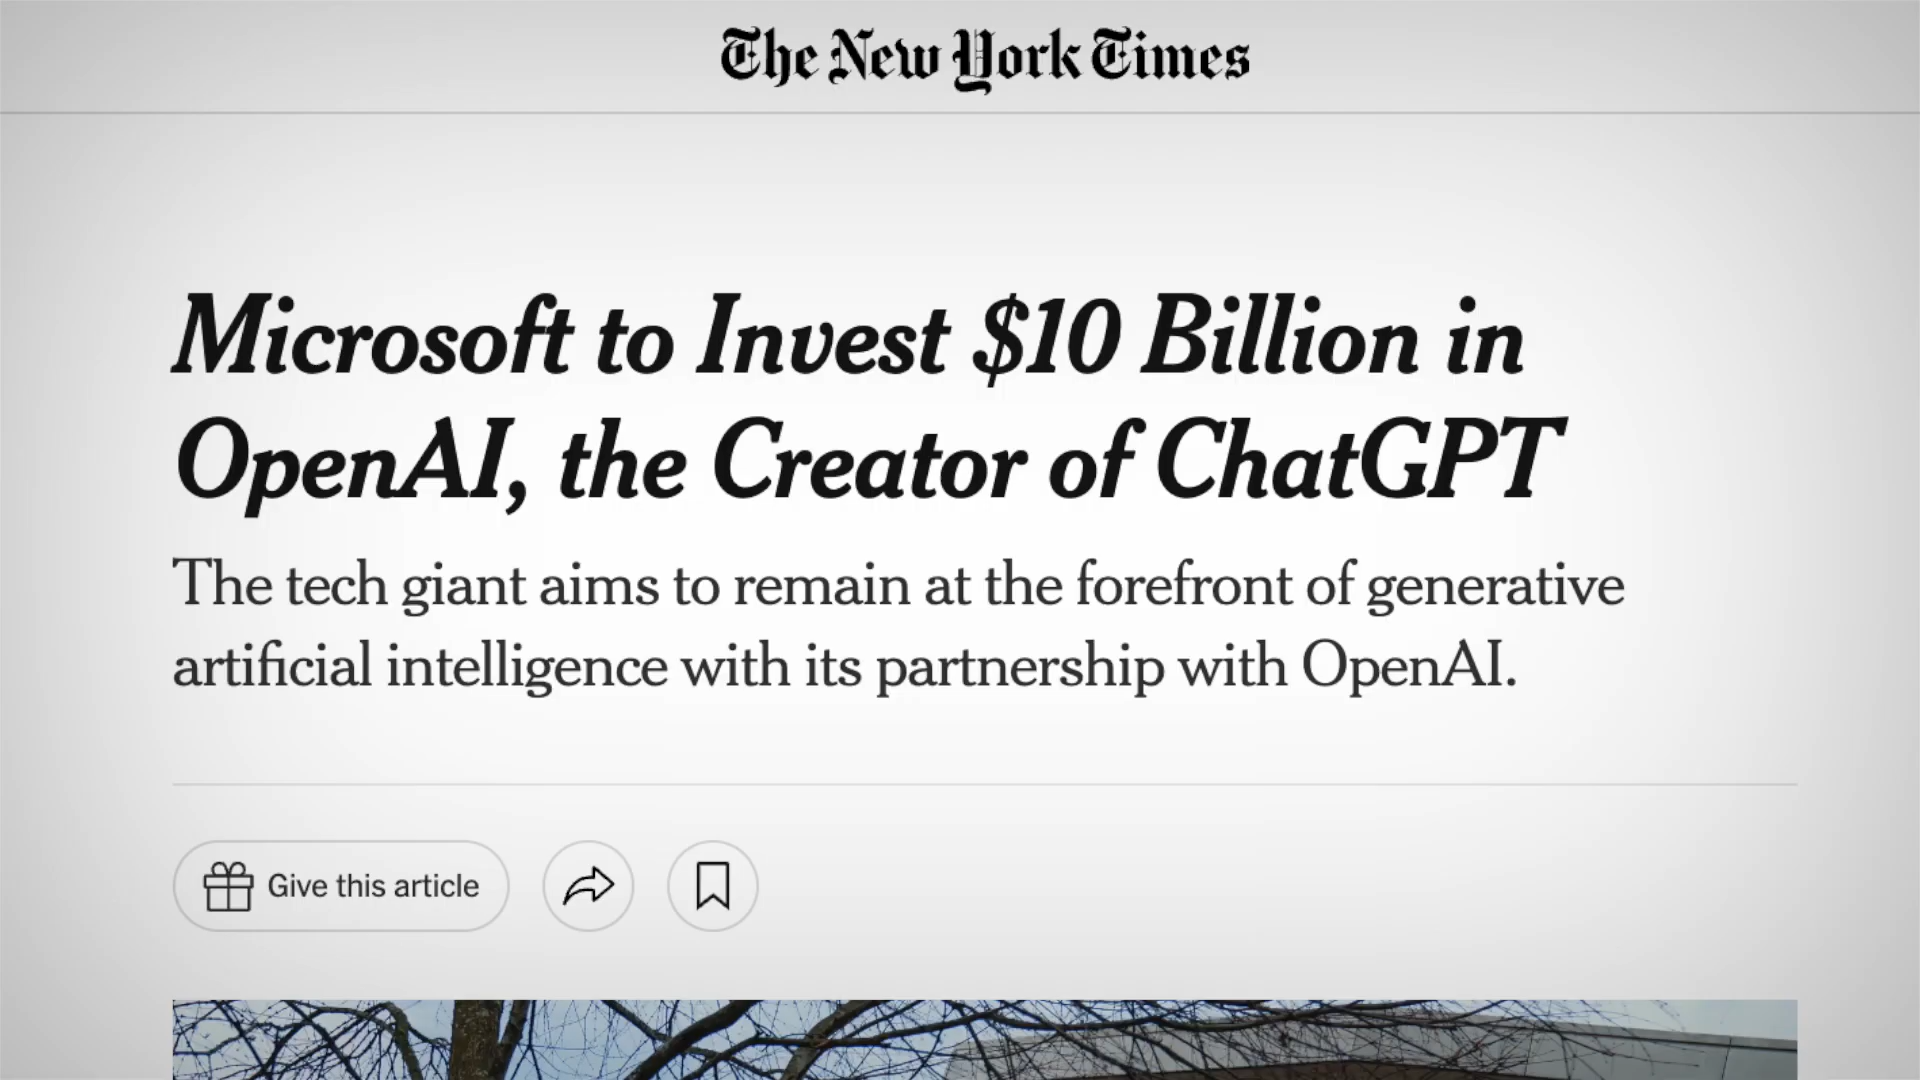 The New York Times
Microsoft to Invest $10 Billion in
OpenAI, the Creator of ChatGPT
The tech giant aims to remain at the forefront of generative
artificial intelligence with its partnership with OpenAI.
Give this article